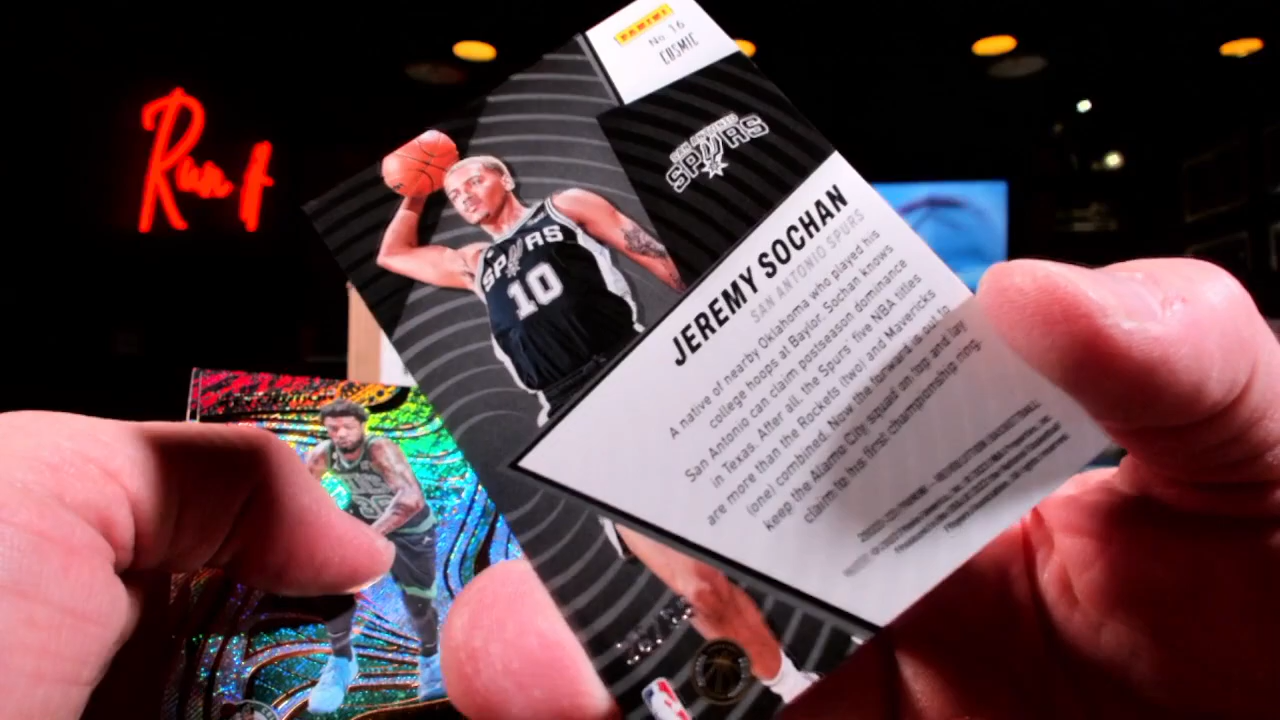 Run it
PANINI
No. 16
COSMIC
SAN ANTONIO
SPURS
SPURS
10
JEREMY SOCHAN
SAN ANTONIO SPURS
A native of nearby Oklahoma who played his
college hoops at Baylor, Sochan knows
San Antonio can claim postseason dominance
in Texas. After all, the Spurs' five NBA titles
are more than the Rockets (two) and Mavericks
(one) combined. Now the forward is out to
keep the Alamo City squad on top and lay
claim to his first championship ring.